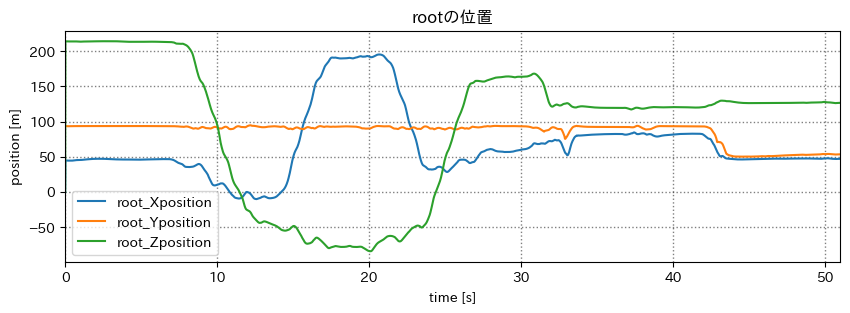 rootの位置
position [m]
200
150
100
50
0
−50
root_Xposition
root_Yposition
root_Zposition
0 10 20 30 40 50
time [s]